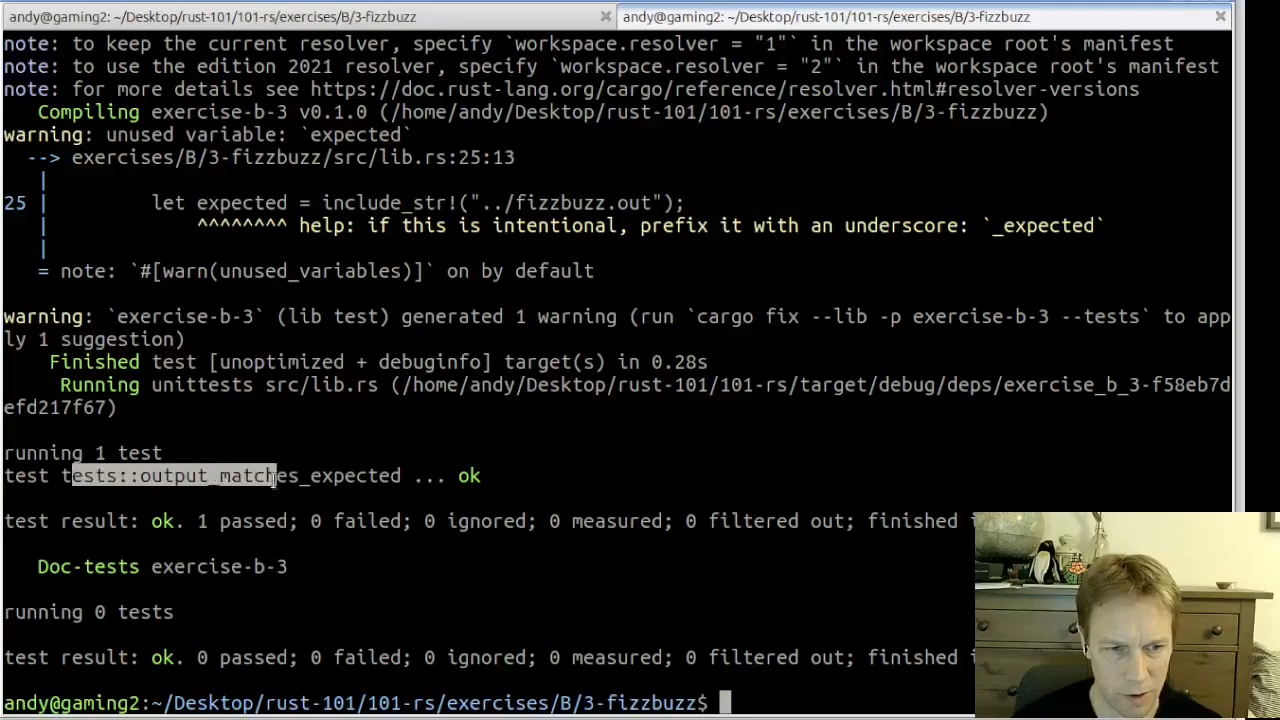 andy@gaming2: ~/Desktop/rust-101/101-rs/exercises/B/3-fizzbuzz
andy@gaming2: ~/Desktop/rust-101/101-rs/exercises/B/3-fizzbuzz
note: to keep the current resolver, specify `workspace.resolver = "1"` in the workspace root's manifest
note: to use the edition 2021 resolver, specify `workspace.resolver = "2"` in the workspace root's manifest
note: for more details see https://doc.rust-lang.org/cargo/reference/resolver.html#resolver-versions
Compiling exercise-b-3 v0.1.0 (/home/andy/Desktop/rust-101/101-rs/exercises/B/3-fizzbuzz)
warning: unused variable: `expected`
--> exercises/B/3-fizzbuzz/src/lib.rs:25:13
|
25 | let expected = include_str!("../fizzbuzz.out");
| ^^^^^^^^ help: if this is intentional, prefix it with an underscore: `_expected`
|
= note: `#[warn(unused_variables)]` on by default
warning: `exercise-b-3` (lib test) generated 1 warning (run `cargo fix --lib -p exercise-b-3 --tests` to app
ly 1 suggestion)
Finished test [unoptimized + debuginfo] target(s) in 0.28s
Running unittests src/lib.rs (/home/andy/Desktop/rust-101/101-rs/target/debug/deps/exercise_b_3-f58eb7d
efd217f67)
running 1 test
test tests::output_matches_expected ... ok
test result: ok. 1 passed; 0 failed; 0 ignored; 0 measured; 0 filtered out; finished
Doc-tests exercise-b-3
running 0 tests
test result: ok. 0 passed; 0 failed; 0 ignored; 0 measured; 0 filtered out; finished
andy@gaming2:~/Desktop/rust-101/101-rs/exercises/B/3-fizzbuzz$